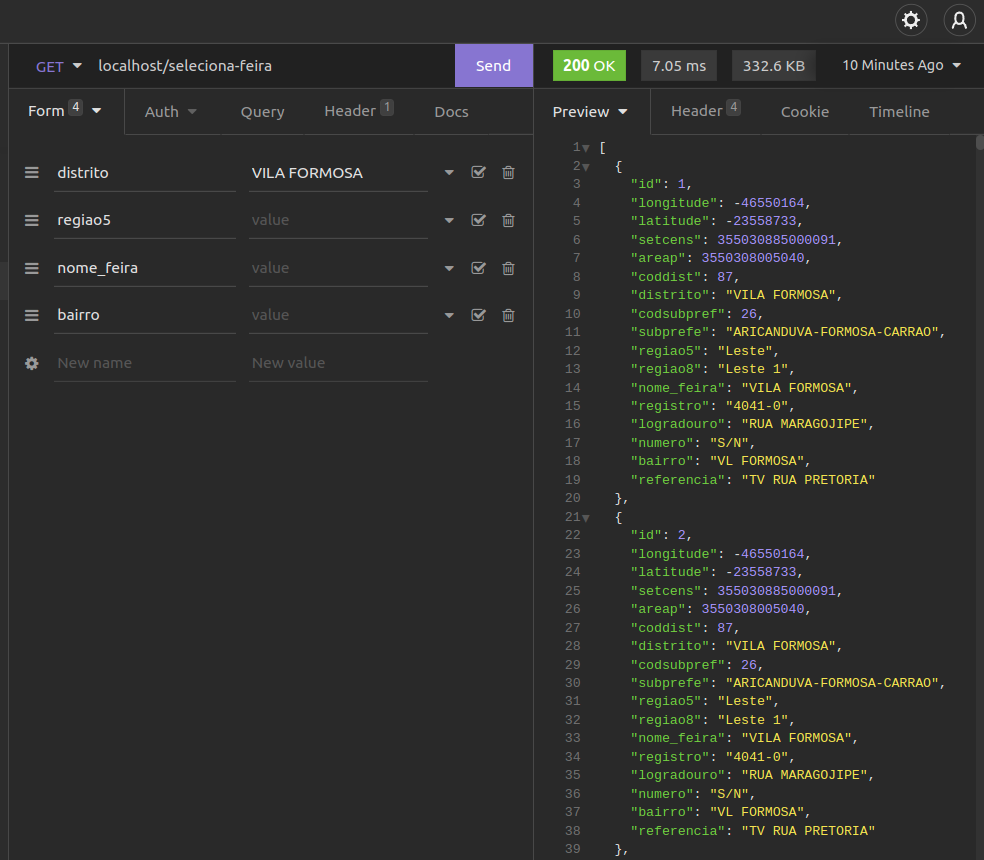 GET localhost/seleciona-feira Send 200 OK 7.05 ms 332.6 KB 10 Minutes Ago
Form 4 Auth Query Header 1 Docs
distrito VILA FORMOSA
regiao5 value
nome_feira value
bairro value
New name New value
Preview Header 4 Cookie Timeline
1 [
2 {
3 "id": 1,
4 "longitude": -46550164,
5 "latitude": -23558733,
6 "setcens": 355030885000091,
7 "areap": 3550308005040,
8 "coddist": 87,
9 "distrito": "VILA FORMOSA",
10 "codsubpref": 26,
11 "subprefe": "ARICANDUVA-FORMOSA-CARRAO",
12 "regiao5": "Leste",
13 "regiao8": "Leste 1",
14 "nome_feira": "VILA FORMOSA",
15 "registro": "4041-0",
16 "logradouro": "RUA MARAGOJIPE",
17 "numero": "S/N",
18 "bairro": "VL FORMOSA",
19 "referencia": "TV RUA PRETORIA"
20 },
21 {
22 "id": 2,
23 "longitude": -46550164,
24 "latitude": -23558733,
25 "setcens": 355030885000091,
26 "areap": 3550308005040,
27 "coddist": 87,
28 "distrito": "VILA FORMOSA",
29 "codsubpref": 26,
30 "subprefe": "ARICANDUVA-FORMOSA-CARRAO",
31 "regiao5": "Leste",
32 "regiao8": "Leste 1",
33 "nome_feira": "VILA FORMOSA",
34 "registro": "4041-0",
35 "logradouro": "RUA MARAGOJIPE",
36 "numero": "S/N",
37 "bairro": "VL FORMOSA",
38 "referencia": "TV RUA PRETORIA"
39 },